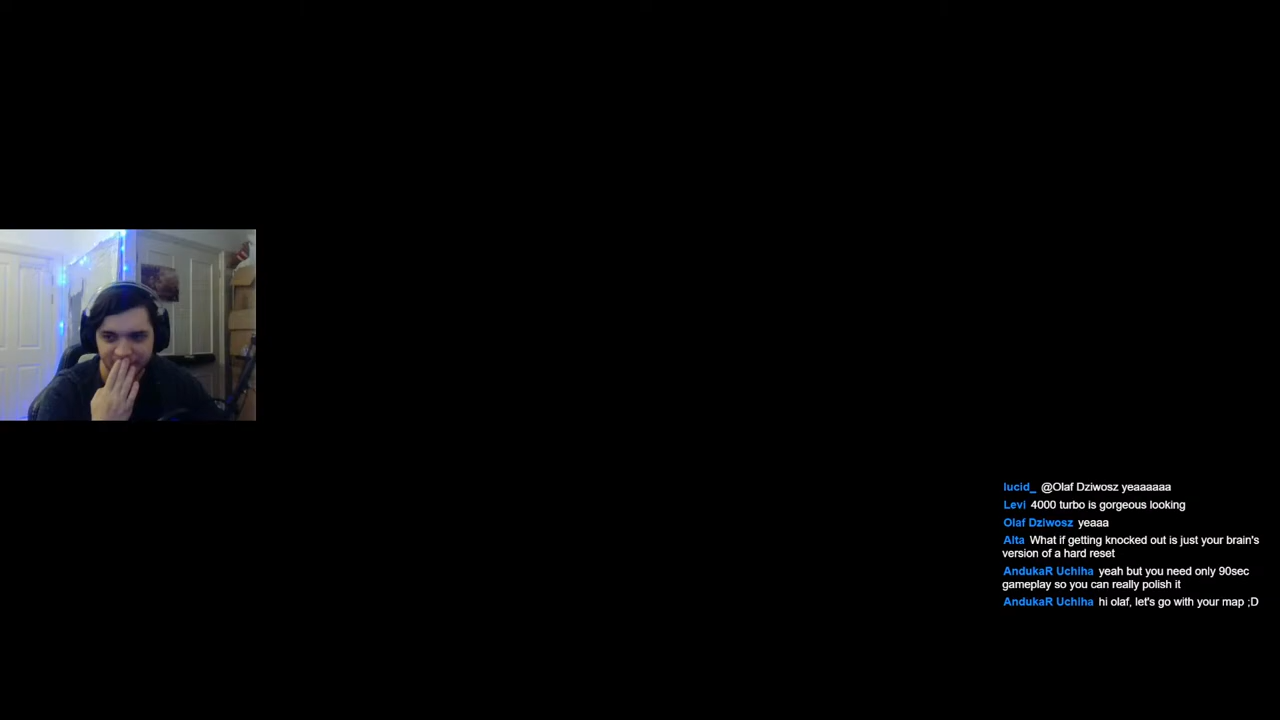 lucid_ @Olaf Dziwosz yeaaaaaa
Levi 4000 turbo is gorgeous looking
Olaf Dziwosz yeaaa
Alta What if getting knocked out is just your brain's
version of a hard reset
AndukaR Uchiha yeah but you need only 90sec
gameplay so you can really polish it
AndukaR Uchiha hi olaf, let's go with your map ;D